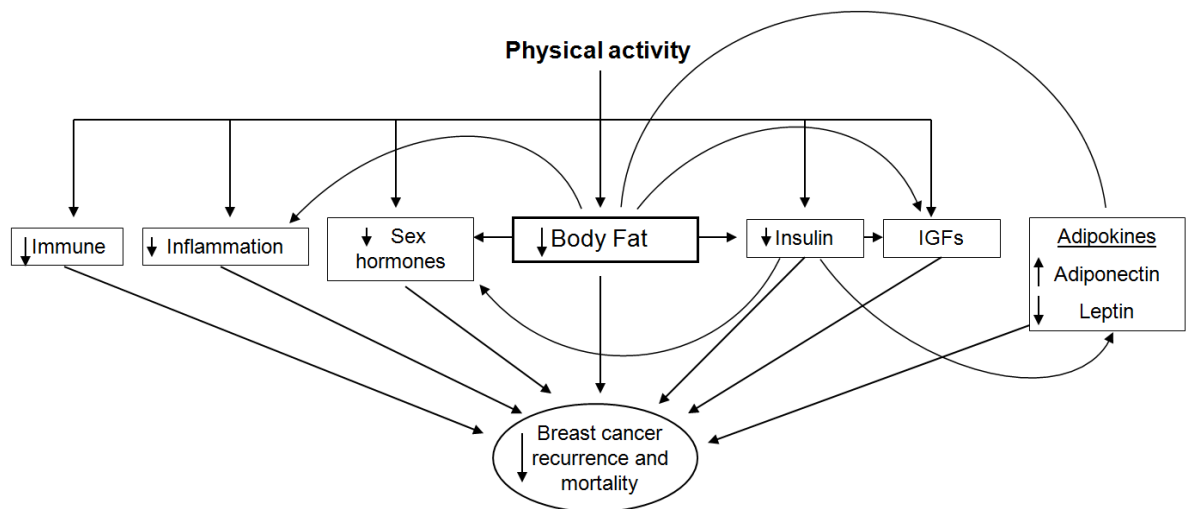 Physical activity
Immune
Inflammation
Sex
hormones
Body Fat
Insulin
IGFs
Adipokines
Adiponectin
Leptin
Breast cancer
recurrence and
mortality